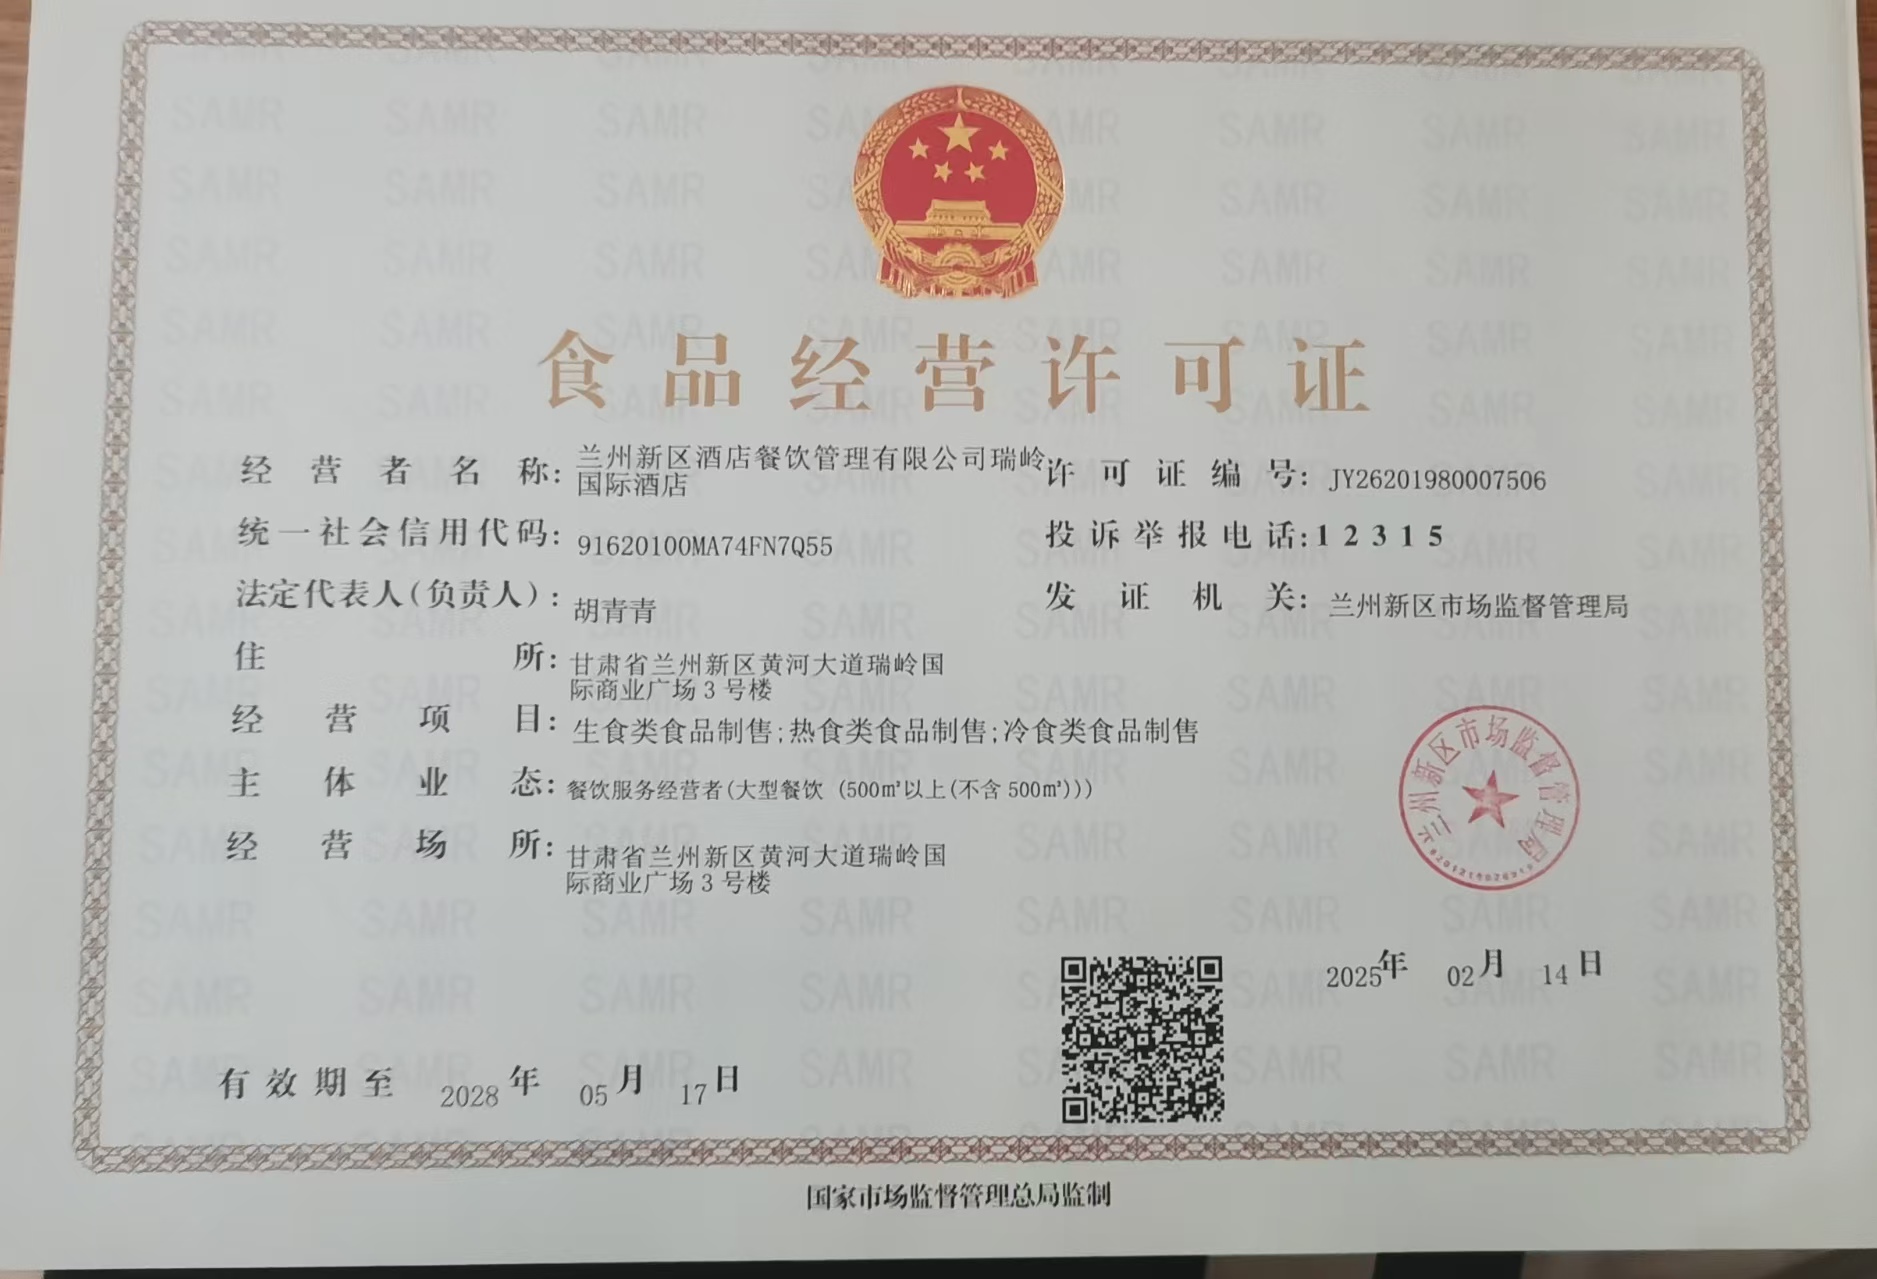 食品经营许可证
经营者名称:兰州新区酒店餐饮管理有限公司瑞岭
国际酒店
许可证编号:JY26201980007506
统一社会信用代码:91620100MA74FN7Q55
投诉举报电话:12315
法定代表人(负责人):胡青青
发证机关:兰州新区市场监督管理局
住所:甘肃省兰州新区黄河大道瑞岭国
际商业广场3号楼
经营项目:生食类食品制售;热食类食品制售;冷食类食品制售
主体业态:餐饮服务经营者(大型餐饮 (500㎡以上(不含500㎡)))
经营场所:甘肃省兰州新区黄河大道瑞岭国
际商业广场3号楼
兰州新区市场监督管理局
2025年 02月 14日
有效期至 2028年 05月 17日
国家市场监督管理总局监制
SAMR